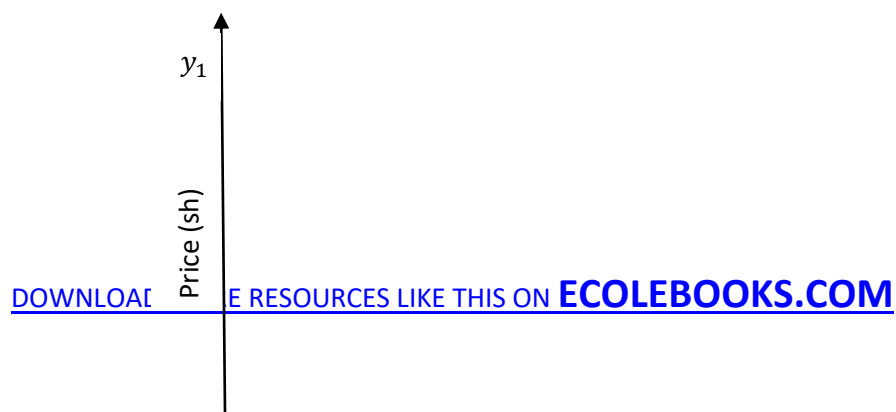 y₁
Price (sh)
DOWNLOAD E RESOURCES LIKE THIS ON ECOLEBOOKS.COM